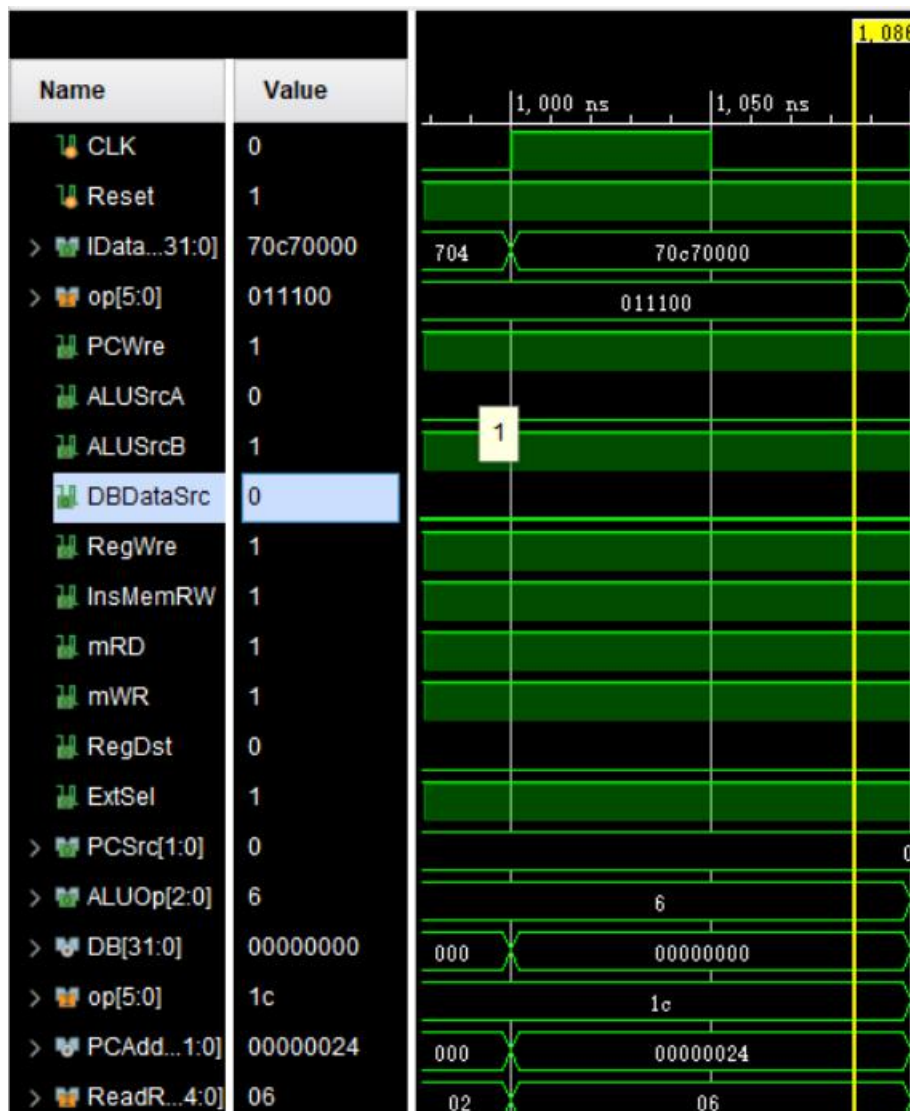 1,086
Name Value 1,000 ns 1,050 ns
CLK 0
Reset 1
IData...31:0] 70c70000 704 70c70000
op[5:0] 011100 011100
PCWre 1
ALUSrcA 0
ALUSrcB 1 1
DBDataSrc 0
RegWre 1
InsMemRW 1
mRD 1
mWR 1
RegDst 0
ExtSel 1
PCSrc[1:0] 0 0
ALUOp[2:0] 6 6
DB[31:0] 00000000 000 00000000
op[5:0] 1c 1c
PCAdd...1:0] 00000024 000 00000024
ReadR...4:0] 06 02 06